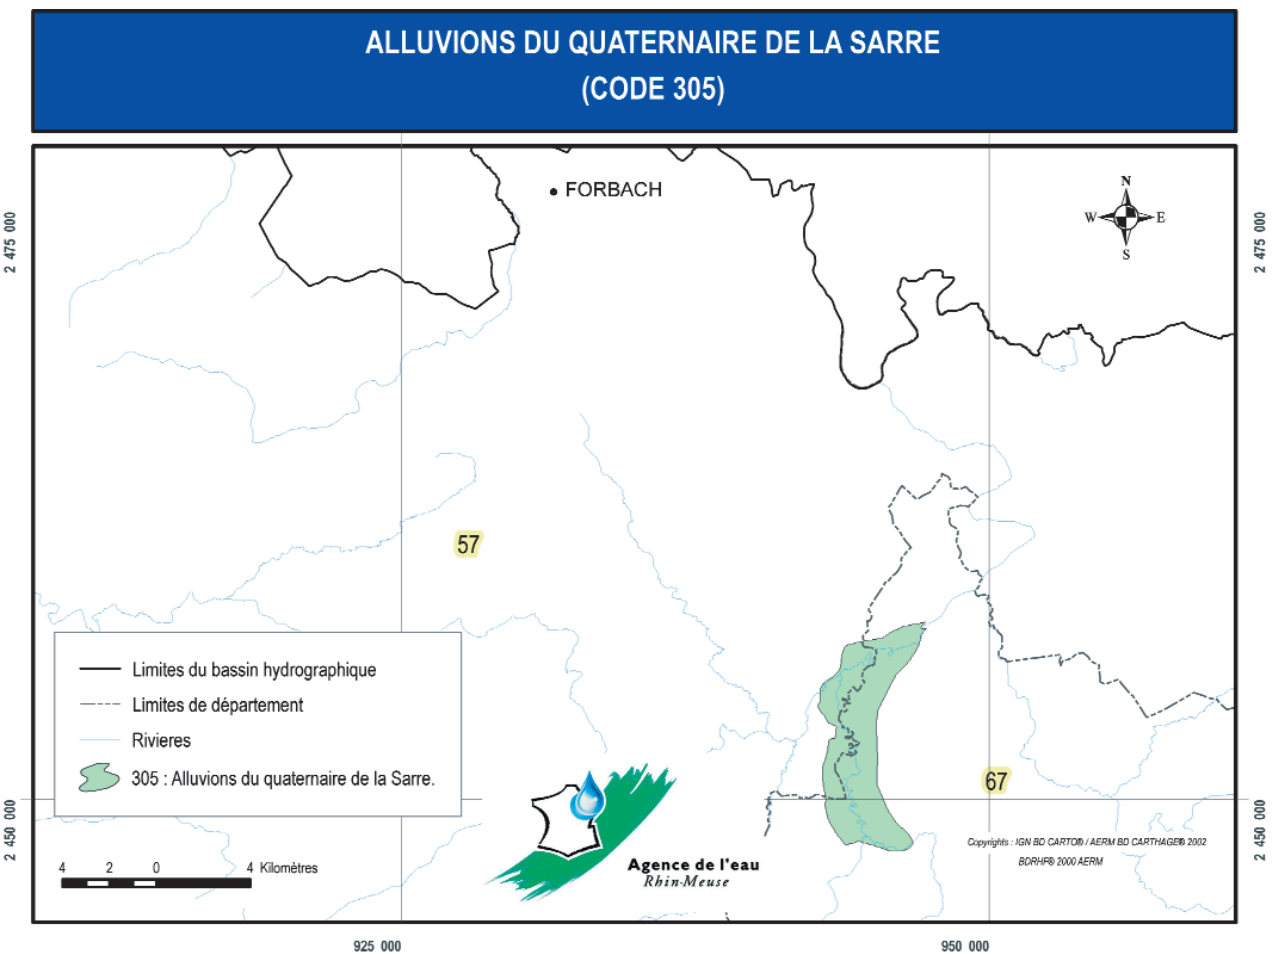 ALLUVIONS DU QUATERNAIRE DE LA SARRE
(CODE 305)
FORBACH
N
W E
S
2 475 000
2 475 000
57
Limites du bassin hydrographique
Limites de département
Rivieres
305 : Alluvions du quaternaire de la Sarre.
67
2 450 000
2 450 000
Copyrights : IGN BD CARTO® / AERM BD CARTHAGE® 2002
BDRHF® 2000 AERM
4 2 0 4 Kilomètres
Agence de l'eau
Rhin-Meuse
925 000
950 000